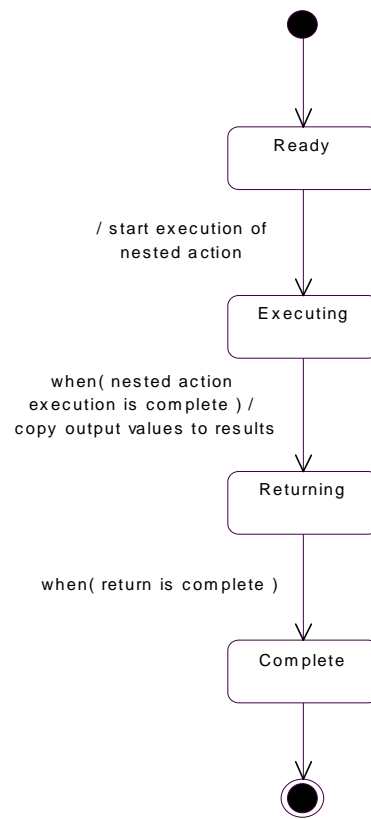 Ready
/ start execution of
nested action
Executing
when( nested action
execution is complete ) /
copy output values to results
Returning
when( return is complete )
Complete